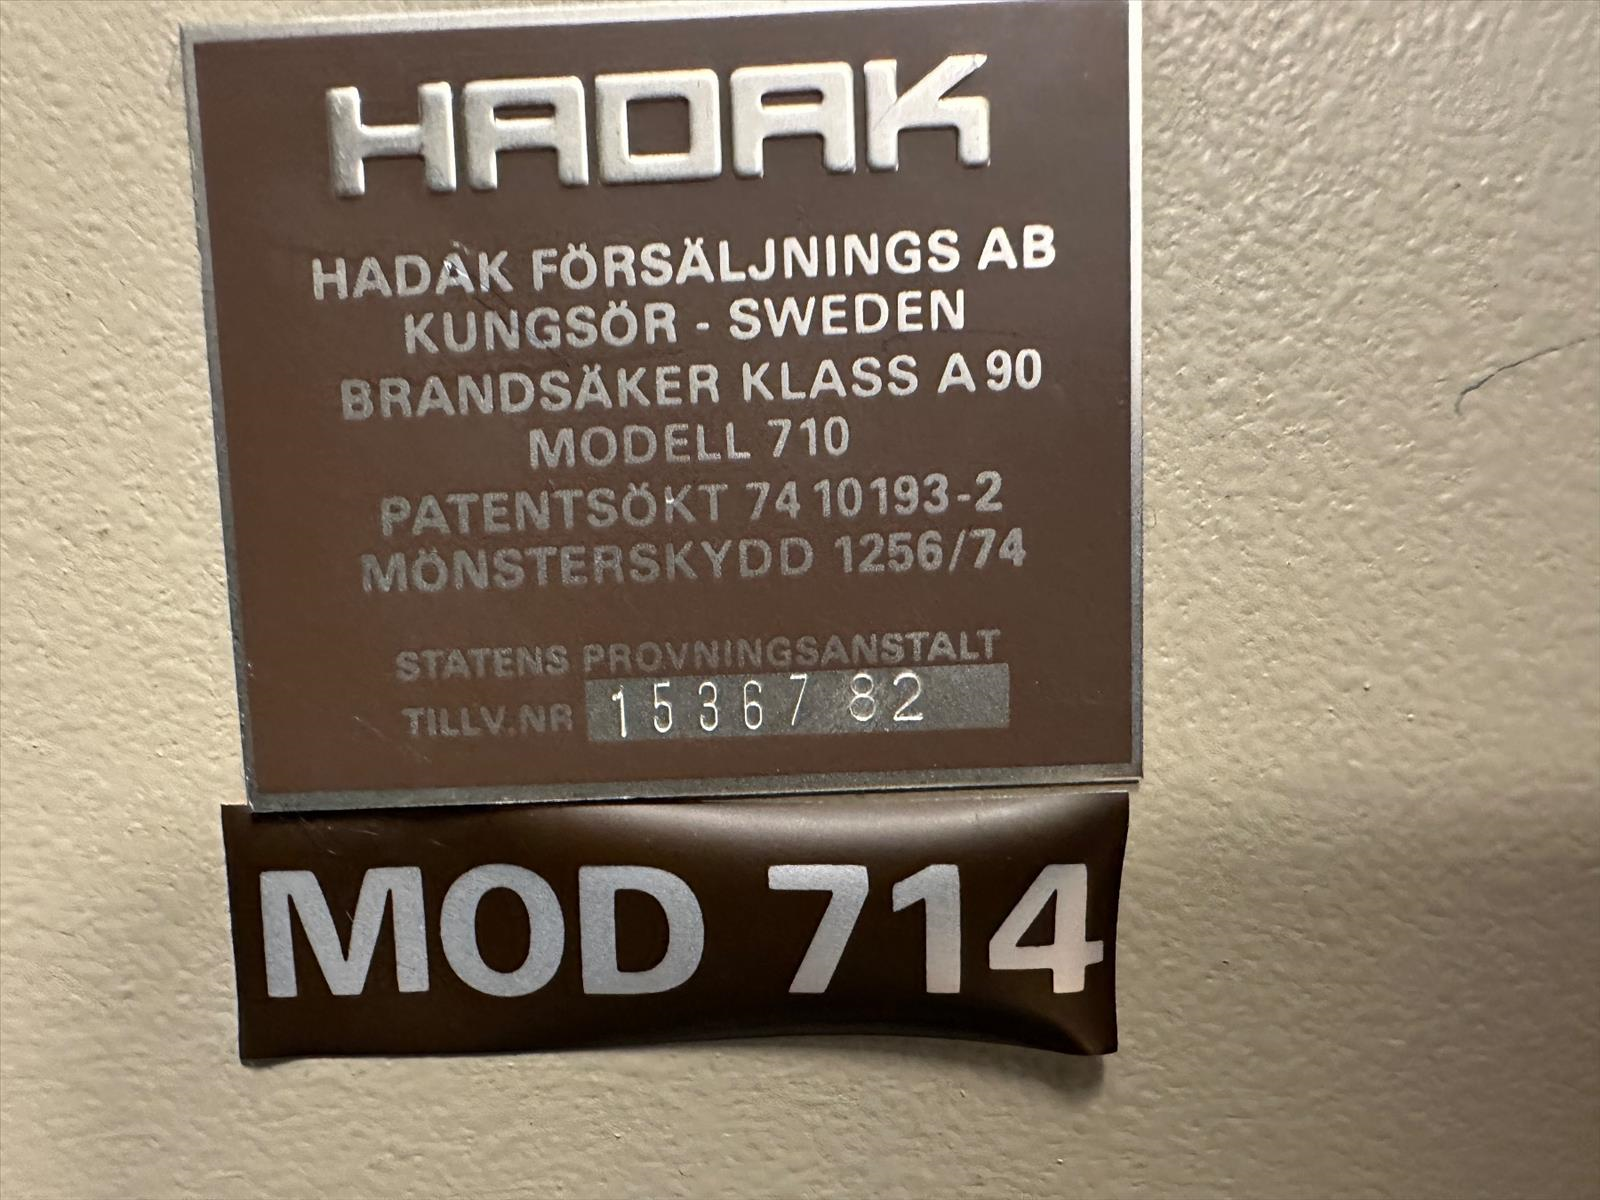 HADAK
HADAK FÖRSÄLJNINGS AB
KUNGSÖR - SWEDEN
BRANDSÄKER KLASS A 90
MODELL 710
PATENTSÖKT 74 10193-2
MÖNSTERSKYDD 1256/74
STATENS PROVNINGSANSTALT
TILLV.NR 15367 82
MOD 714